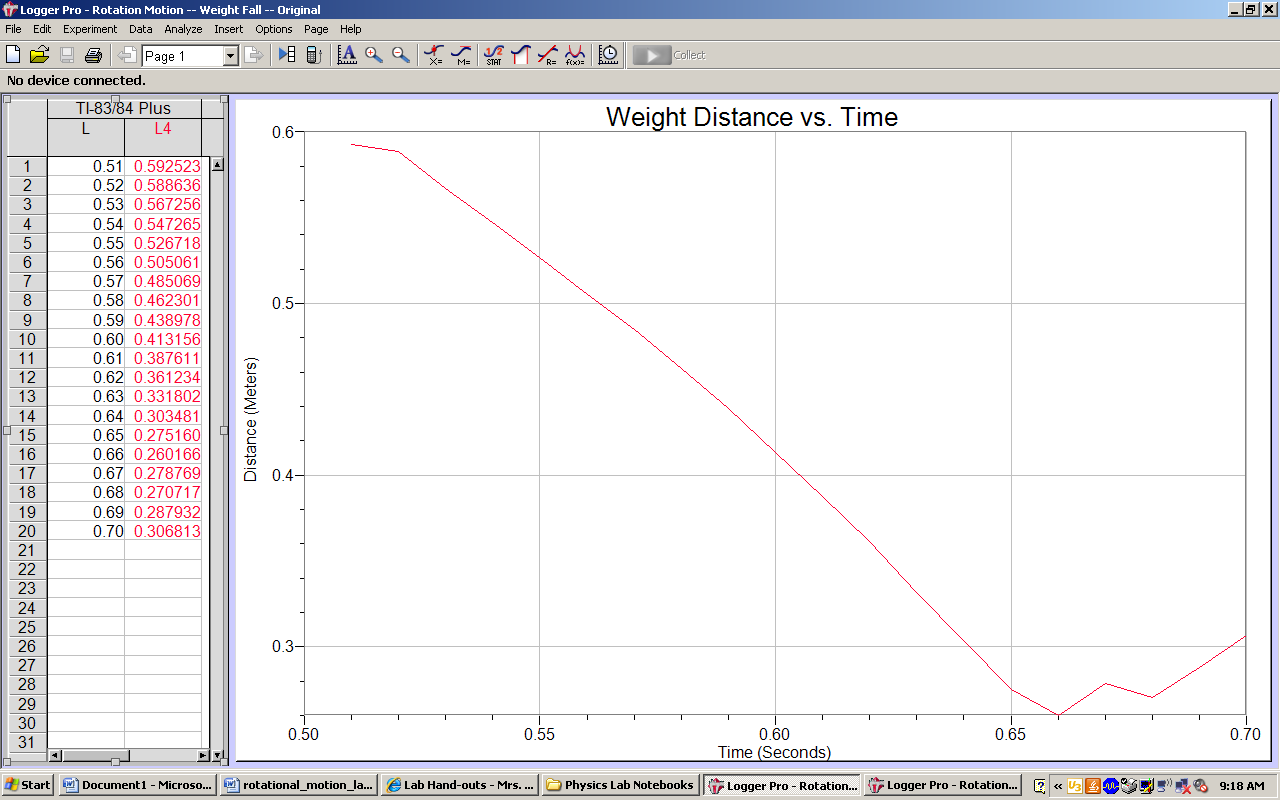 Logger Pro - Rotation Motion -- Weight Fall -- Original
File Edit Experiment Data Analyze Insert Options Page Help
Page 1 X= M= 1/2 STAT R= f(x)= Collect
No device connected.
TI-83/84 Plus
L L4
1 0.51 0.592523
2 0.52 0.588636
3 0.53 0.567256
4 0.54 0.547265
5 0.55 0.526718
6 0.56 0.505061
7 0.57 0.485069
8 0.58 0.462301
9 0.59 0.438978
10 0.60 0.413156
11 0.61 0.387611
12 0.62 0.361234
13 0.63 0.331802
14 0.64 0.303481
15 0.65 0.275160
16 0.66 0.260166
17 0.67 0.278769
18 0.68 0.270717
19 0.69 0.287932
20 0.70 0.306813
21
22
23
24
25
26
27
28
29
30
31
Weight Distance vs. Time
0.6
0.5
0.4
0.3
Distance (Meters)
0.50 0.55 0.60 0.65 0.70
Time (Seconds)
Start Document1 - Microso... rotational_motion_la... Lab Hand-outs - Mrs. ... Physics Lab Notebooks Logger Pro - Rotation... Logger Pro - Rotation... « 9:18 AM